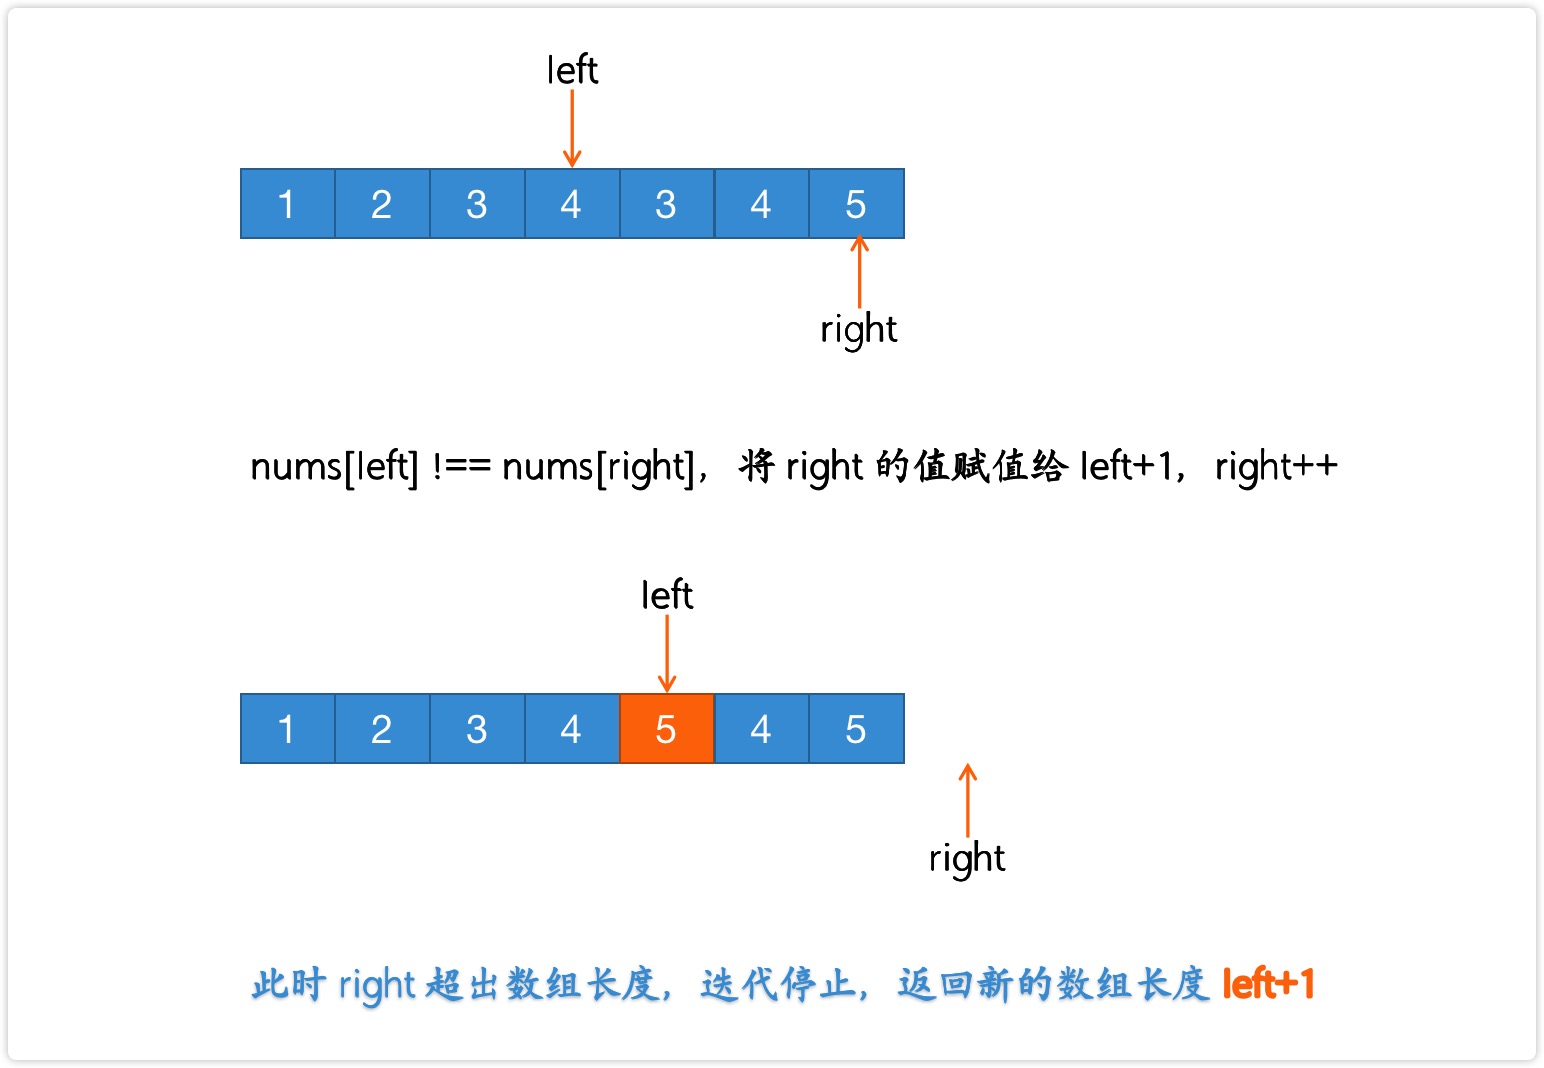 left
1 2 3 4 3 4 5
right
nums[left] !== nums[right]，将 right 的值赋值给 left+1，right++
left
1 2 3 4 5 4 5
right
此时 right 超出数组长度，迭代停止，返回新的数组长度 left+1